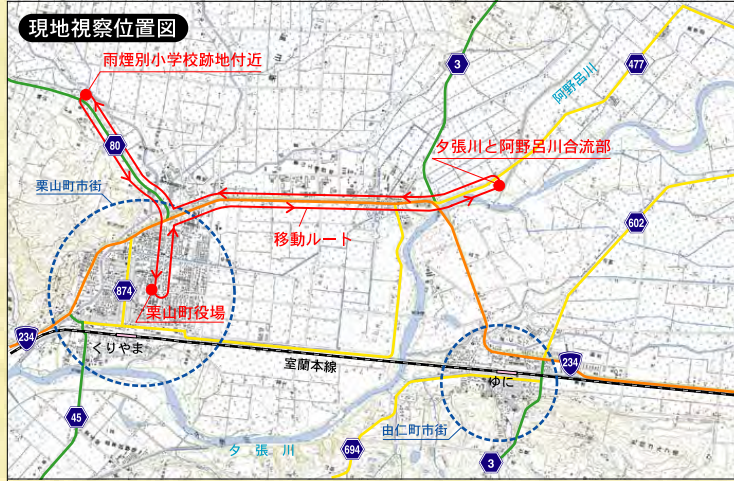 現地視察位置図
雨煙別小学校跡地付近
3
477
阿野呂川
80
夕張川と阿野呂川合流部
栗山町市街
602
移動ルート
874
栗山町役場
234
くりやま
室蘭本線
234
ゆに
45
由仁町市街
夕張川
694
3